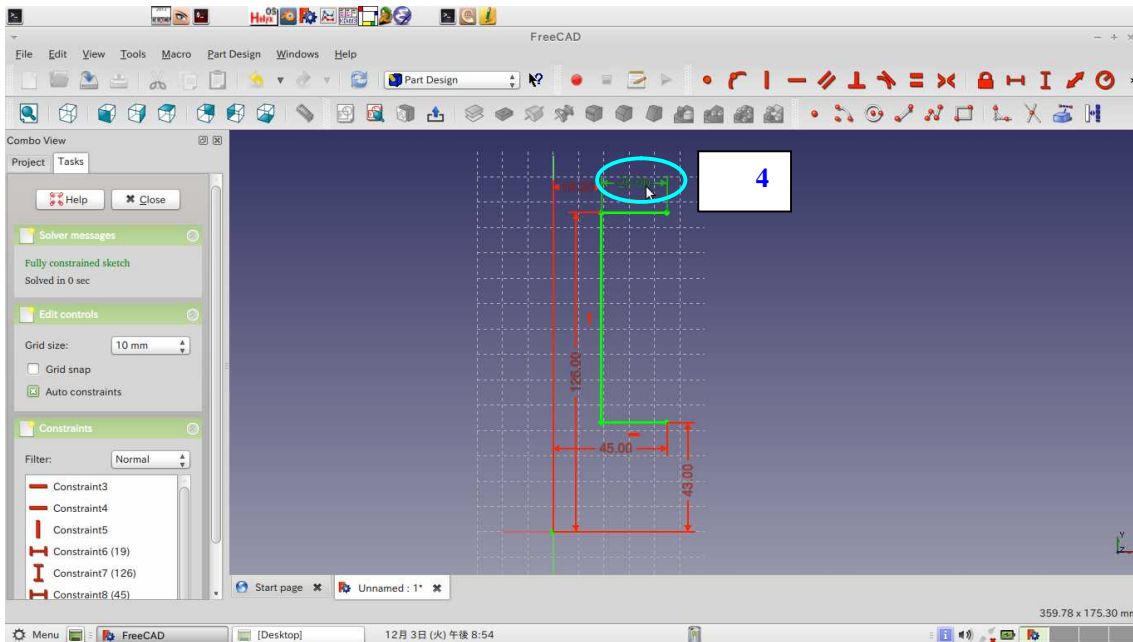 FreeCAD
File Edit View Tools Macro Part Design Windows Help
Part Design
Combo View
Project Tasks
Help Close
Solver messages
Fully constrained sketch
Solved in 0 sec
Edit controls
Grid size: 10 mm
Grid snap
Auto constraints
Constraints
Filter: Normal
Constraint3
Constraint4
Constraint5
Constraint6 (19)
Constraint7 (126)
Constraint8 (45)
4
126.00
45.00
43.00
Y
Z
Start page Unnamed : 1*
359.78 x 175.30 mm
Menu FreeCAD [Desktop] 12月 3日 (火) 午後 8:54